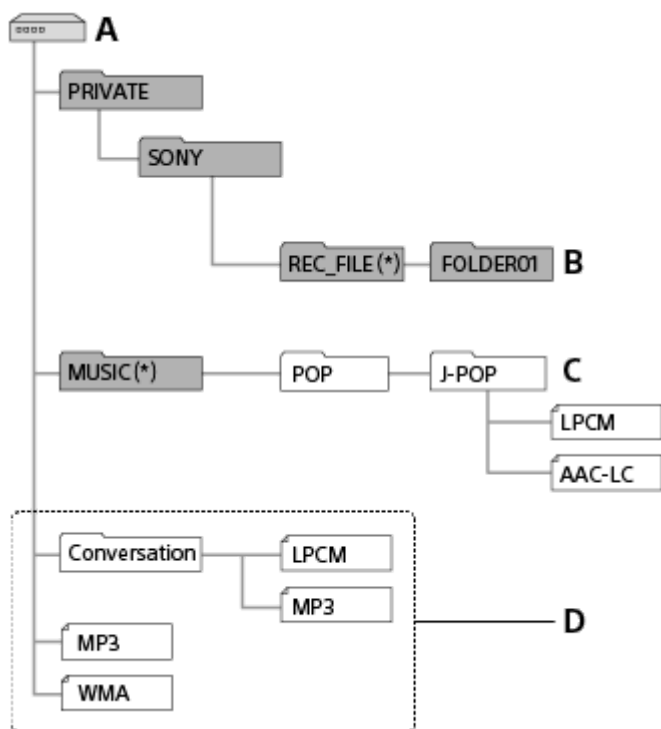 A
PRIVATE
SONY
REC_FILE(*)
FOLDER01
B
MUSIC(*)
POP
J-POP
C
LPCM
AAC-LC
Conversation
LPCM
MP3
D
MP3
WMA